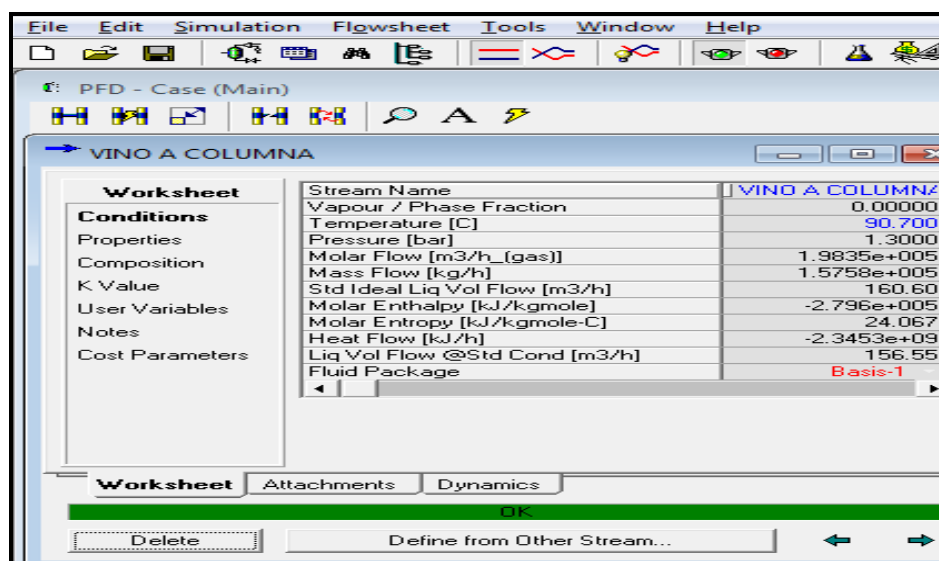 File Edit Simulation Flowsheet Tools Window Help
PFD - Case (Main)
A
VINO A COLUMNA
Worksheet
Conditions
Properties
Composition
K Value
User Variables
Notes
Cost Parameters
Stream Name VINO A COLUMNA
Vapour / Phase Fraction 0.00000
Temperature [C] 90.700
Pressure [bar] 1.3000
Molar Flow [m3/h_(gas)] 1.9835e+005
Mass Flow [kg/h] 1.5758e+005
Std Ideal Liq Vol Flow [m3/h] 160.60
Molar Enthalpy [kJ/kgmole] -2.796e+005
Molar Entropy [kJ/kgmole-C] 24.067
Heat Flow [kJ/h] -2.3453e+09
Liq Vol Flow @Std Cond [m3/h] 156.55
Fluid Package Basis-1
Worksheet Attachments Dynamics
OK
Delete Define from Other Stream...